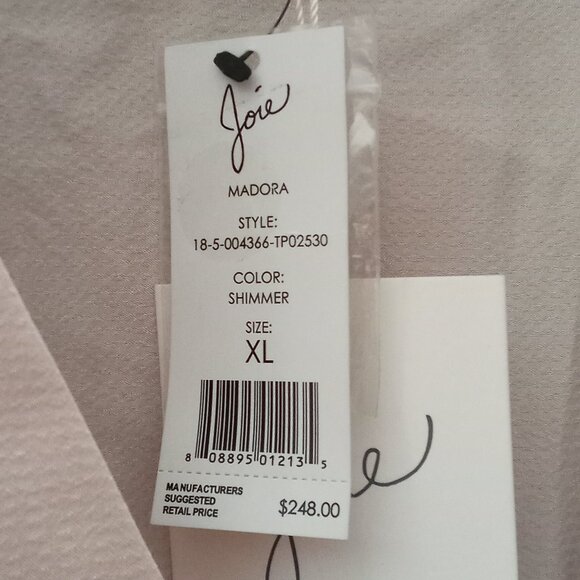 Joie
MADORA
STYLE:
18-5-004366-TP02530
COLOR:
SHIMMER
SIZE:
XL
8 08895 01213 5
MANUFACTURERS
SUGGESTED
RETAIL PRICE
$248.00